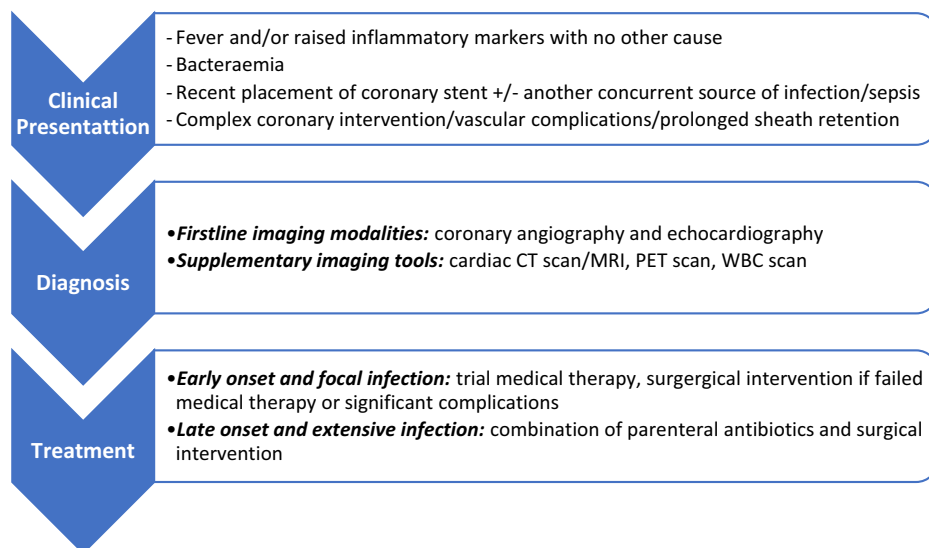 Clinical
Presentattion
- Fever and/or raised inflammatory markers with no other cause
- Bacteraemia
- Recent placement of coronary stent +/- another concurrent source of infection/sepsis
- Complex coronary intervention/vascular complications/prolonged sheath retention
Diagnosis
•Firstline imaging modalities: coronary angiography and echocardiography
•Supplementary imaging tools: cardiac CT scan/MRI, PET scan, WBC scan
Treatment
•Early onset and focal infection: trial medical therapy, surgergical intervention if failed
medical therapy or significant complications
•Late onset and extensive infection: combination of parenteral antibiotics and surgical
intervention